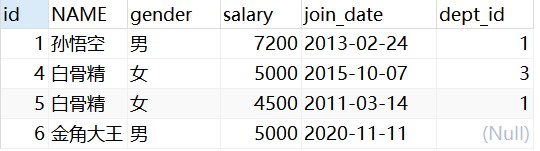 id NAME gender salary join_date dept_id
1 孙悟空 男 7200 2013-02-24 1
4 白骨精 女 5000 2015-10-07 3
5 白骨精 女 4500 2011-03-14 1
6 金角大王 男 5000 2020-11-11 (Null)